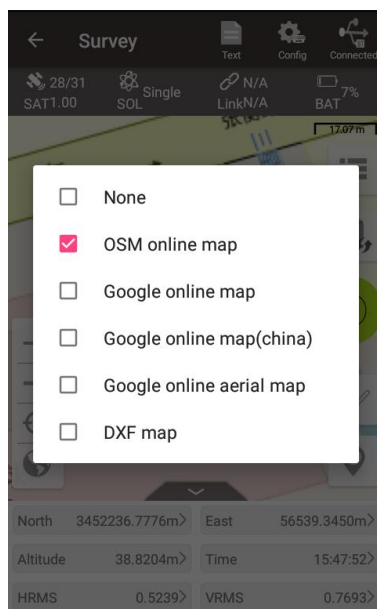 Survey
Text
Config
Connected
28/31
SAT1.00
Single
SOL
N/A
LinkN/A
7%
BAT
17.07 m
None
OSM online map
Google online map
Google online map(china)
Google online aerial map
DXF map
North 3452236.7776m>
East 56539.3450m>
Altitude 38.8204m>
Time 15:47:52>
HRMS 0.5239>
VRMS 0.7693>